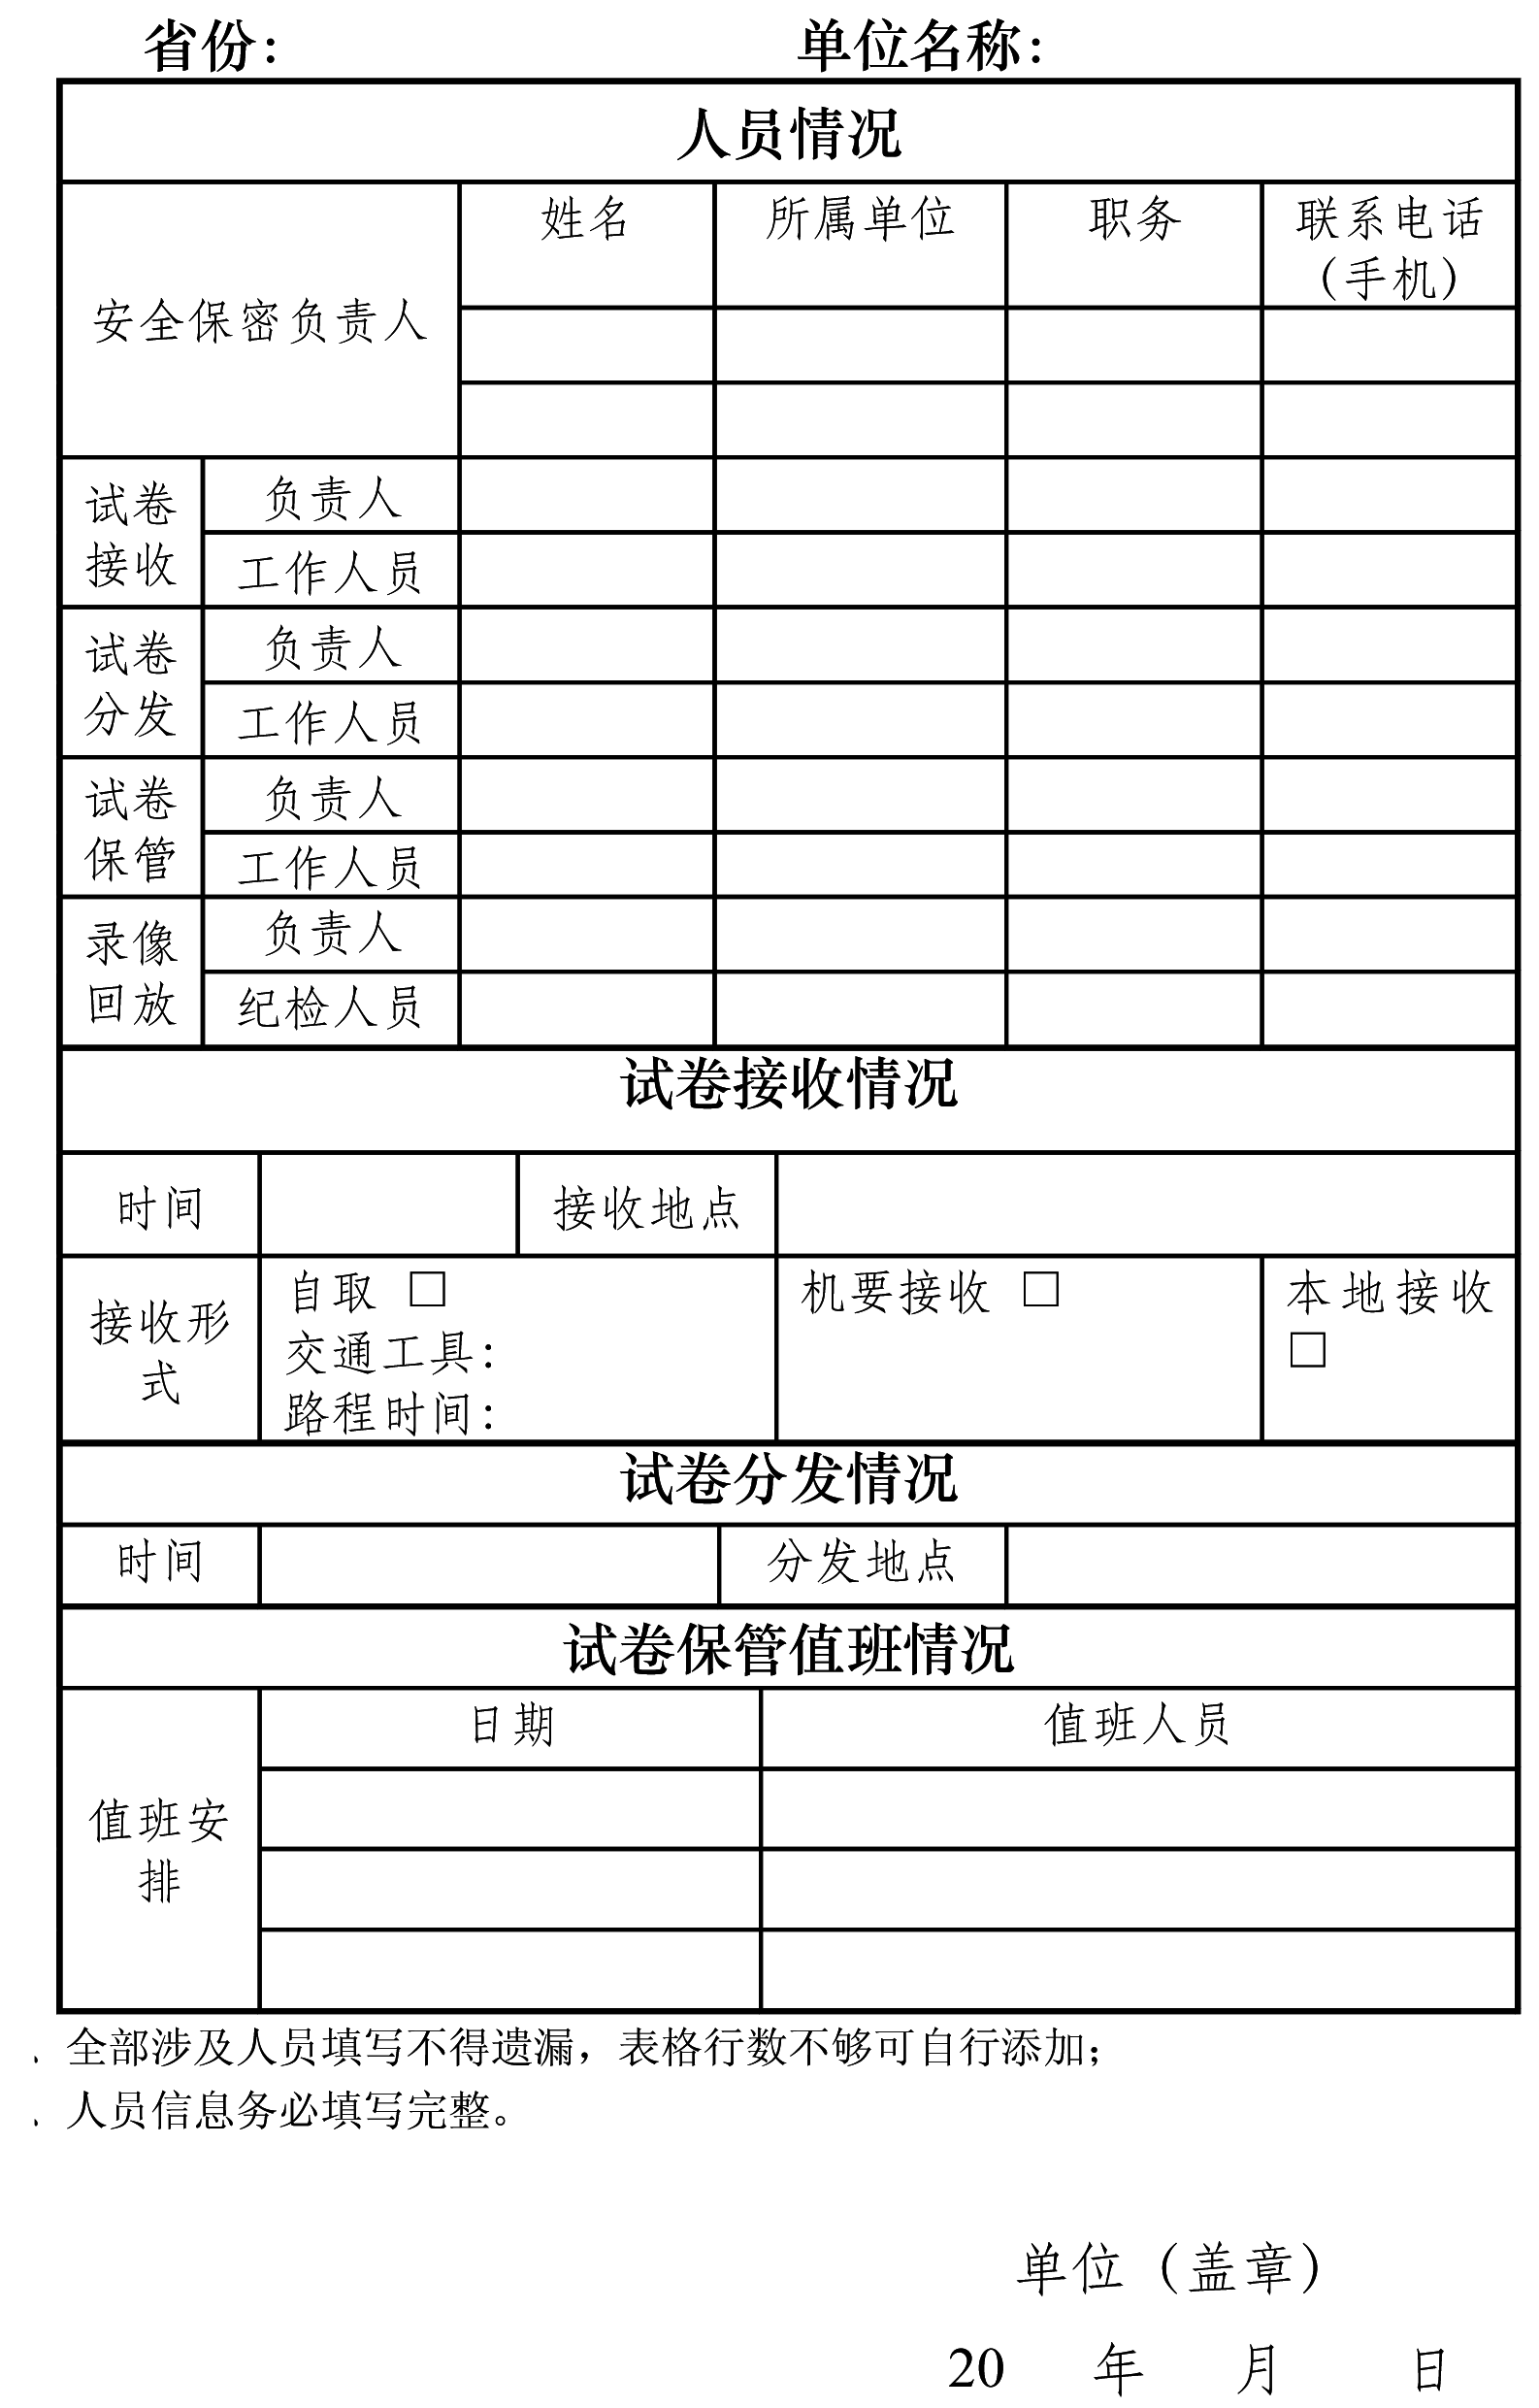 省份： 单位名称：
人员情况
姓名 所属单位 职务 联系电话
（手机）
安全保密负责人
试卷
接收
负责人
工作人员
试卷
分发
负责人
工作人员
试卷
保管
负责人
工作人员
录像
回放
负责人
纪检人员
试卷接收情况
时间 接收地点
接收形
式
自取 □
交通工具：
路程时间：
机要接收 □
本地接收
□
试卷分发情况
时间 分发地点
试卷保管值班情况
值班安
排
日期 值班人员
、全部涉及人员填写不得遗漏，表格行数不够可自行添加；
、人员信息务必填写完整。
单位（盖章）
20 年 月 日